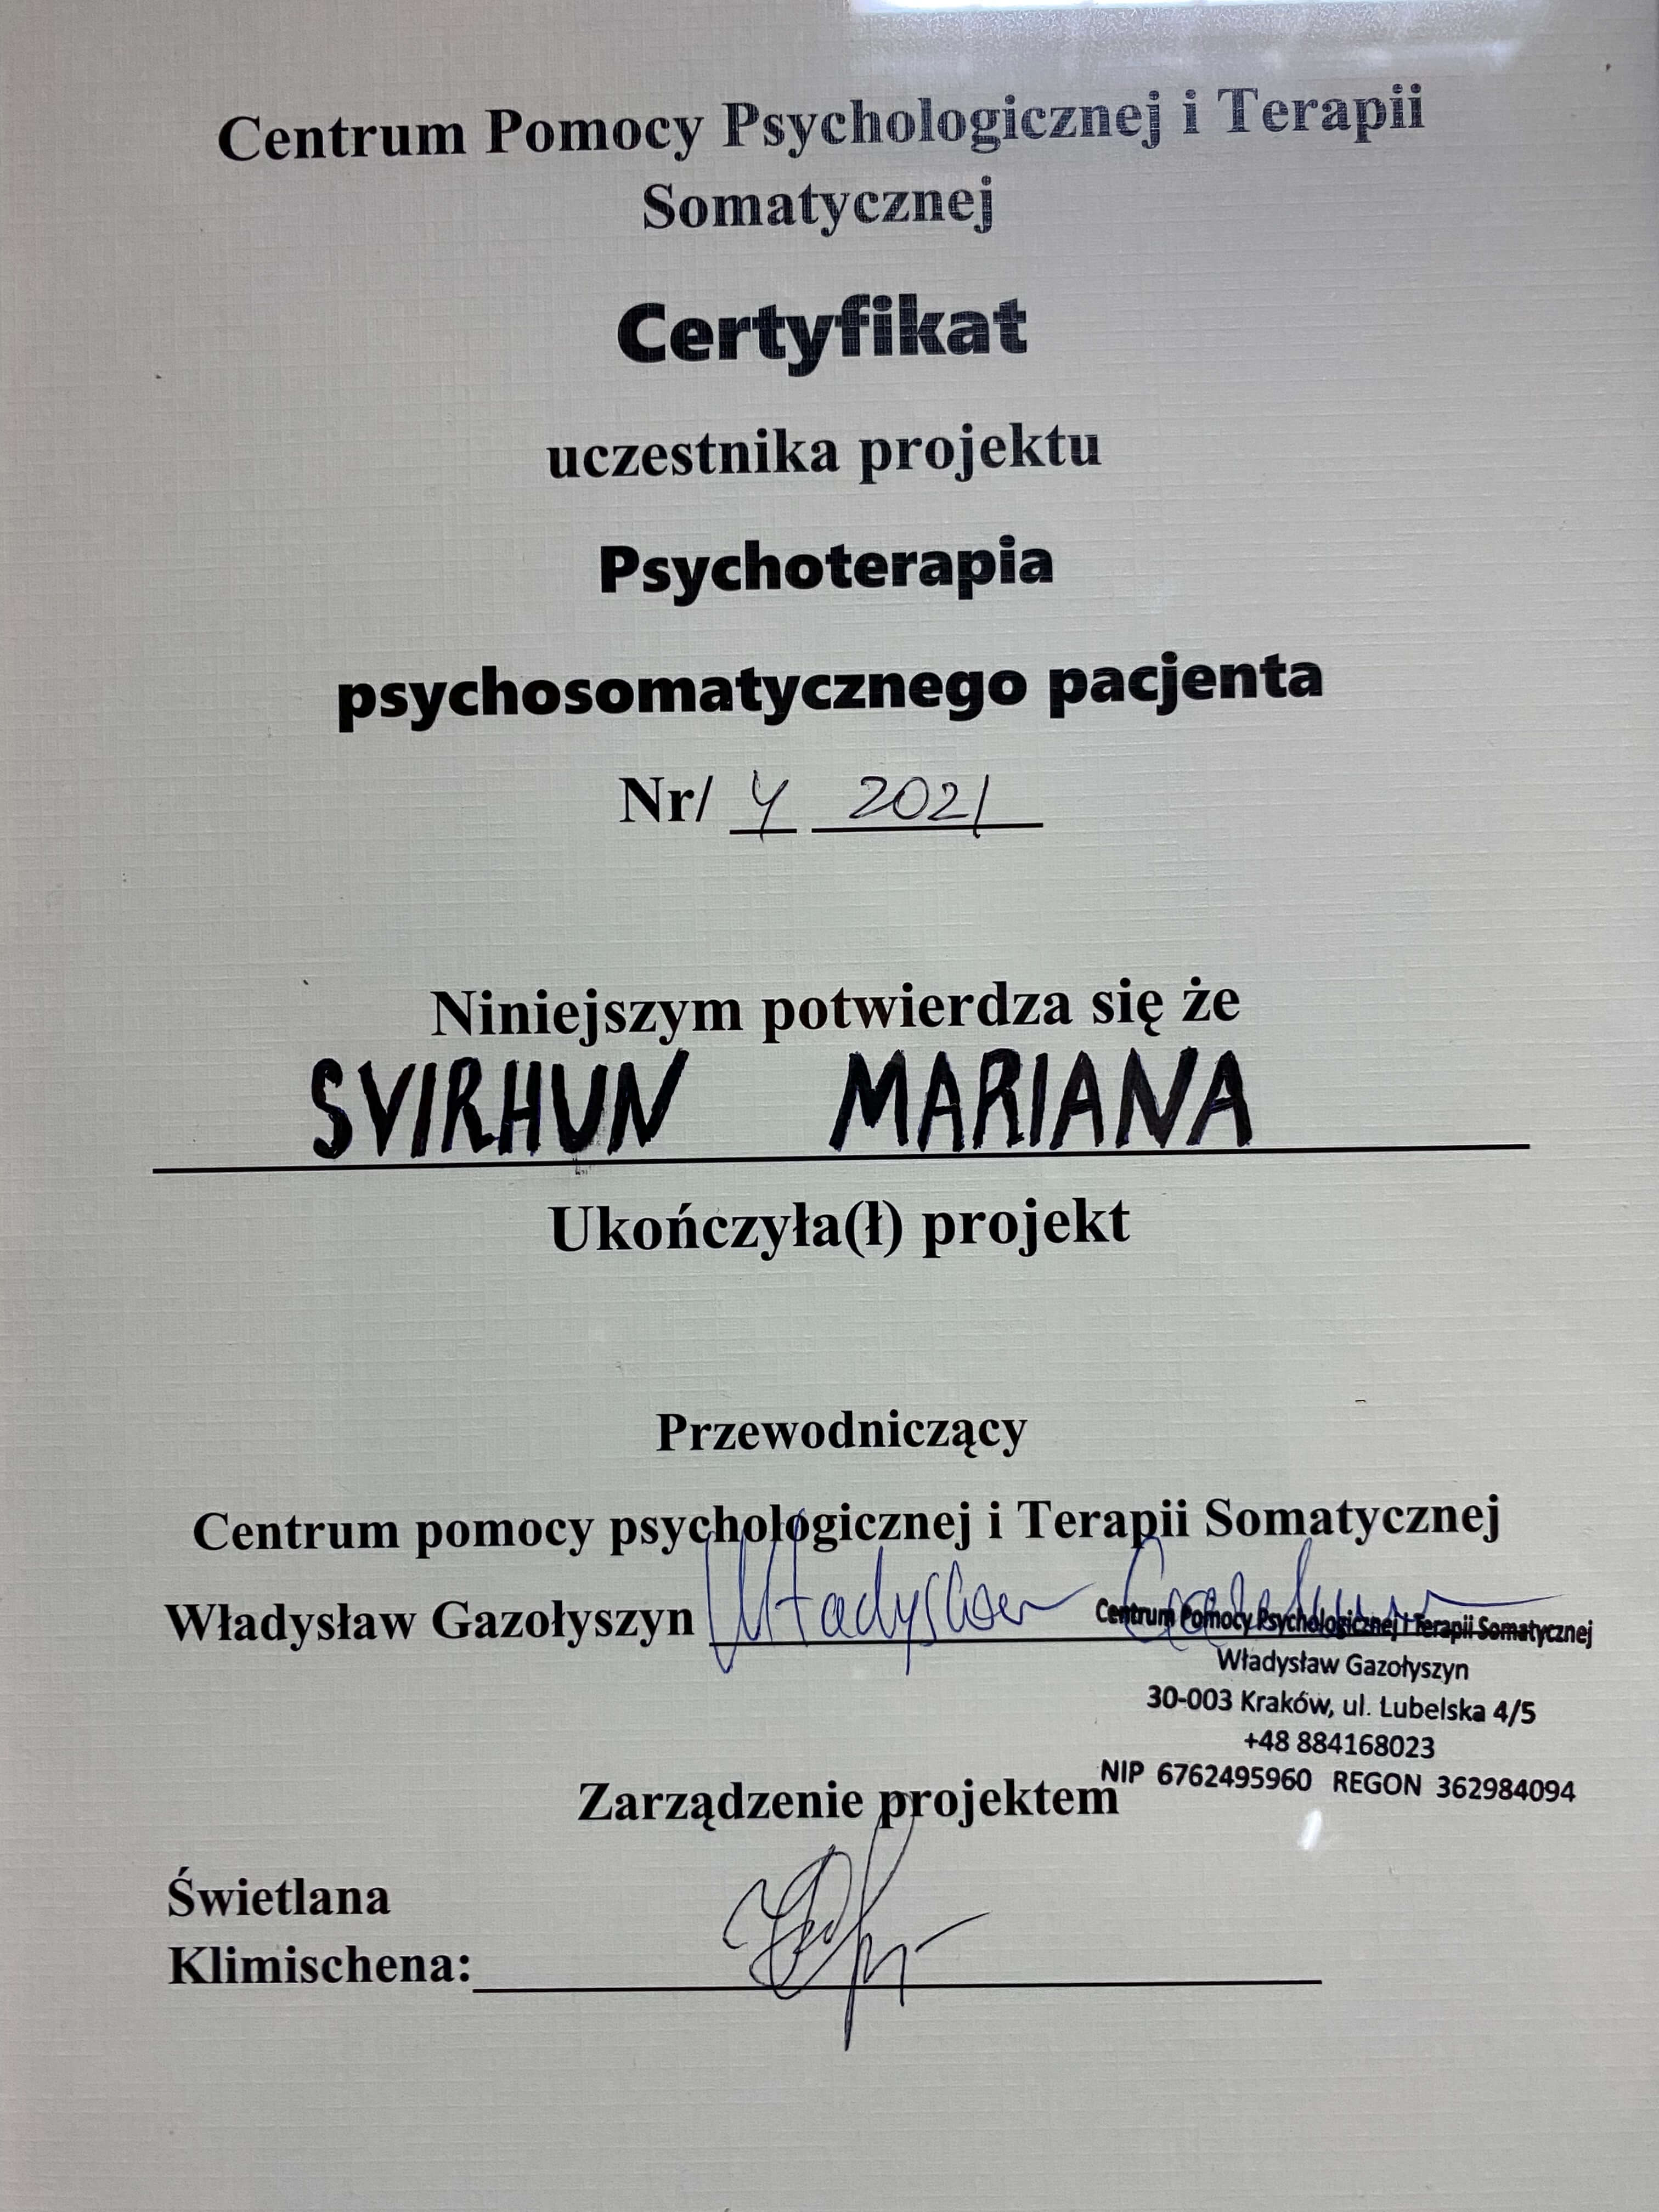 Centrum Pomocy Psychologicznej i Terapii
Somatycznej
Certyfikat
uczestnika projektu
Psychoterapia
psychosomatycznego pacjenta
Nr/ 4 2021
Niniejszym potwierdza się że
SVIRHUN MARIANA
Ukończyła(ł) projekt
Przewodniczący
Centrum pomocy psychologicznej i Terapii Somatycznej
Władysław Gazołyszyn Władysław
Centrum Pomocy Psychologicznej i Terapii Somatycznej
Władysław Gazołyszyn
30-003 Kraków, ul. Lubelska 4/5
+48 884168023
NIP 6762495960 REGON 362984094
Zarządzenie projektem
Świetlana
Klimischena: